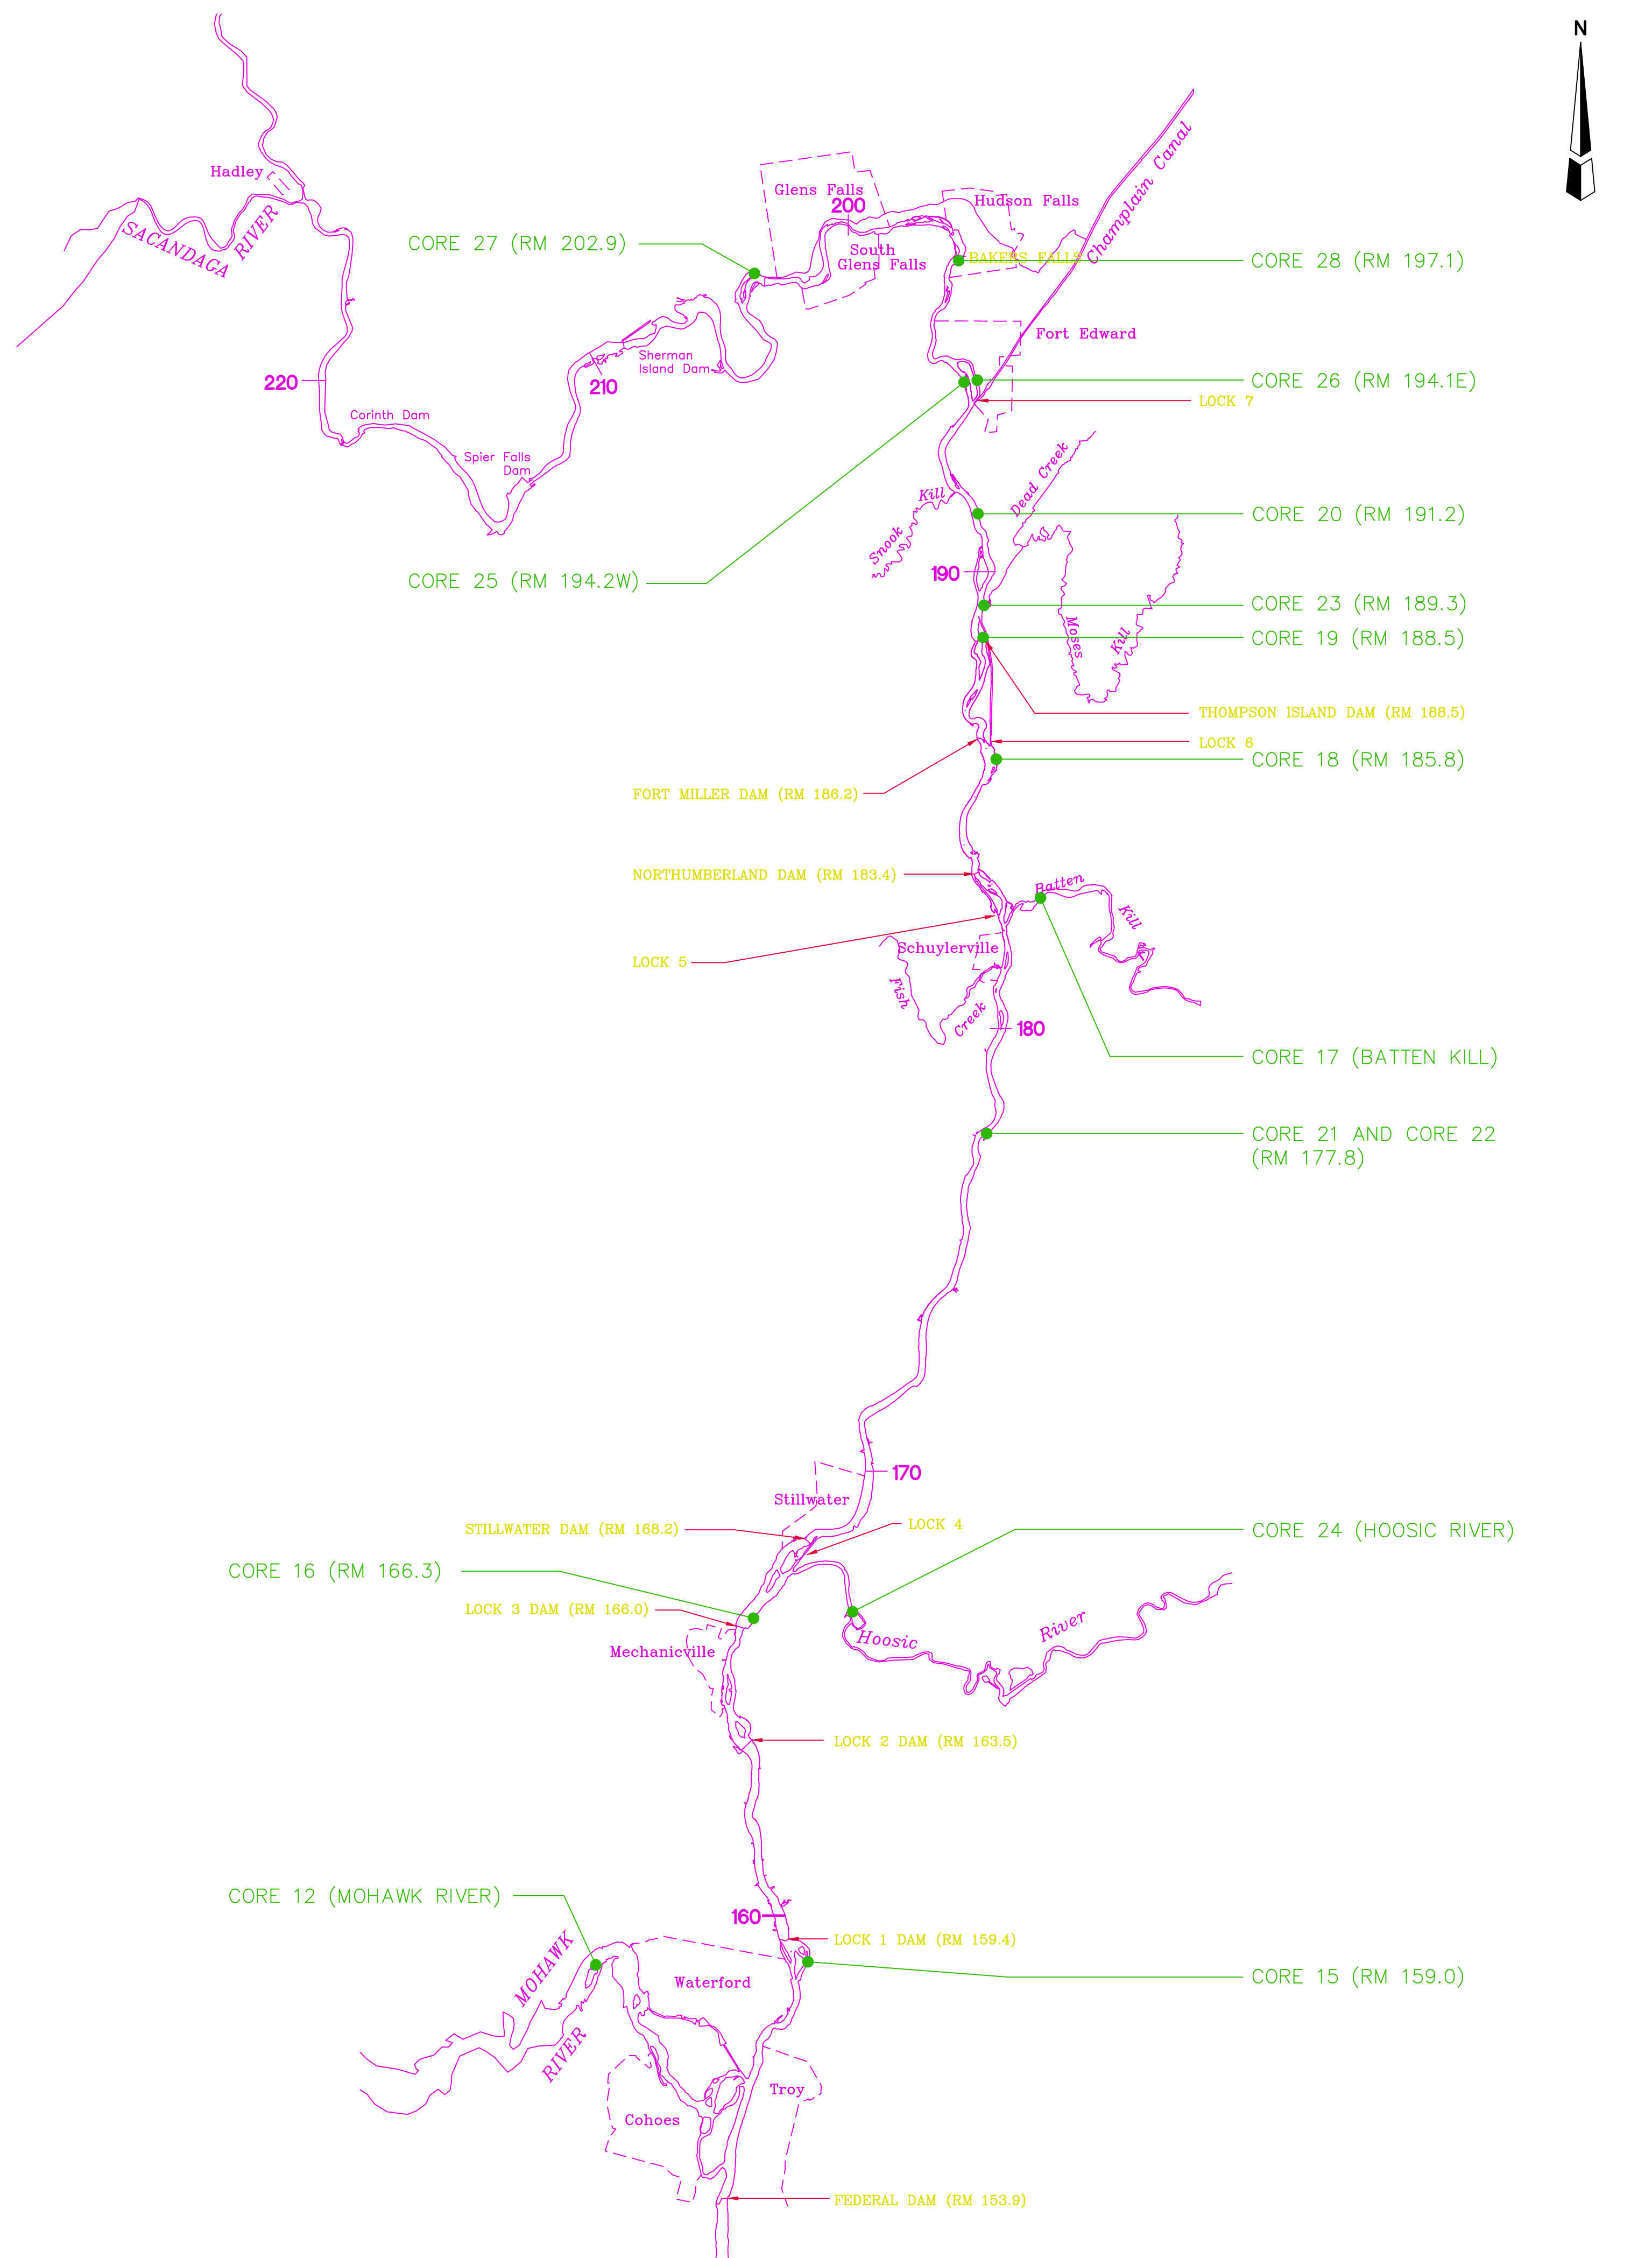 N
Champlain Canal
Hadley
SACANDAGA
RIVER
Glens Falls
200
Hudson Falls
CORE 27 (RM 202.9)
South
Glens Falls
BAKERS FALLS
CORE 28 (RM 197.1)
Fort Edward
Sherman
Island Dam
220
210
CORE 26 (RM 194.1E)
LOCK 7
Corinth Dam
Spier Falls
Dam
Dead Creek
Snook
Kill
CORE 20 (RM 191.2)
190
CORE 25 (RM 194.2W)
CORE 23 (RM 189.3)
Moses
Kill
CORE 19 (RM 188.5)
THOMPSON ISLAND DAM (RM 188.5)
LOCK 6
CORE 18 (RM 185.8)
FORT MILLER DAM (RM 186.2)
NORTHUMBERLAND DAM (RM 183.4)
Batten
Kill
Schuylerville
LOCK 5
Fish
Creek
180
CORE 17 (BATTEN KILL)
CORE 21 AND CORE 22
(RM 177.8)
170
Stillwater
STILLWATER DAM (RM 168.2)
LOCK 4
CORE 24 (HOOSIC RIVER)
CORE 16 (RM 166.3)
LOCK 3 DAM (RM 166.0)
Hoosic
River
Mechanicville
LOCK 2 DAM (RM 163.5)
CORE 12 (MOHAWK RIVER)
160
LOCK 1 DAM (RM 159.4)
MOHAWK
RIVER
Waterford
CORE 15 (RM 159.0)
Troy
Cohoes
FEDERAL DAM (RM 153.9)